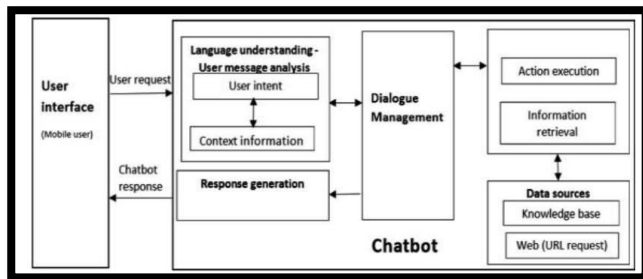 User
interface
(Mobile user)
User request
Chatbot
response
Language understanding -
User message analysis
User intent
Context information
Response generation
Dialogue
Management
Action execution
Information
retrieval
Data sources
Knowledge base
Web (URL request)
Chatbot